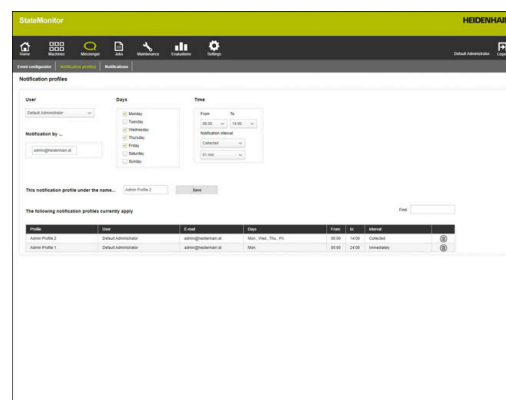 StateMonitor
HEIDENHAIN
Home Machines Messenger Jobs Maintenance Evaluations Settings Default Administrator
Event configurator Notification profiles Notifications
Notification profiles
User Days Time
Default Administrator
Monday
Tuesday
Wednesday
Thursday
Friday
Saturday
Sunday
From To
06:00 14:00
Notification interval
Collected
61 min
Notification by ...
admin@heidenhain.at
This notification profile under the name... Admin Profile 2 Save
The following notification profiles currently apply Find
Profile User E-mail Days From to Interval
Admin Profile 2 Default Administrator admin@heidenhain.at Mon., Wed., Thu., Fri. 06:00 14:00 Collected
Admin Profile 1 Default Administrator admin@heidenhain.at Mon. 00:00 24:00 Immediately